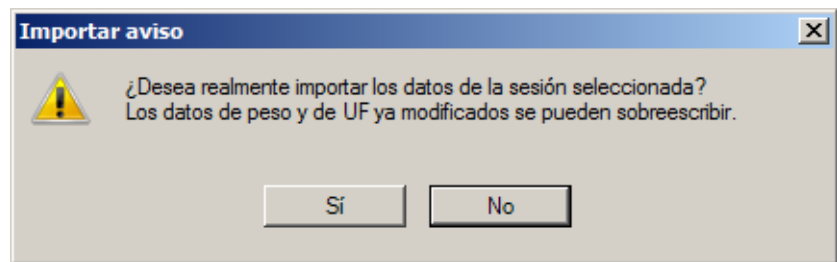 Importar aviso
¿Desea realmente importar los datos de la sesión seleccionada?
Los datos de peso y de UF ya modificados se pueden sobreescribir.
Sí
No